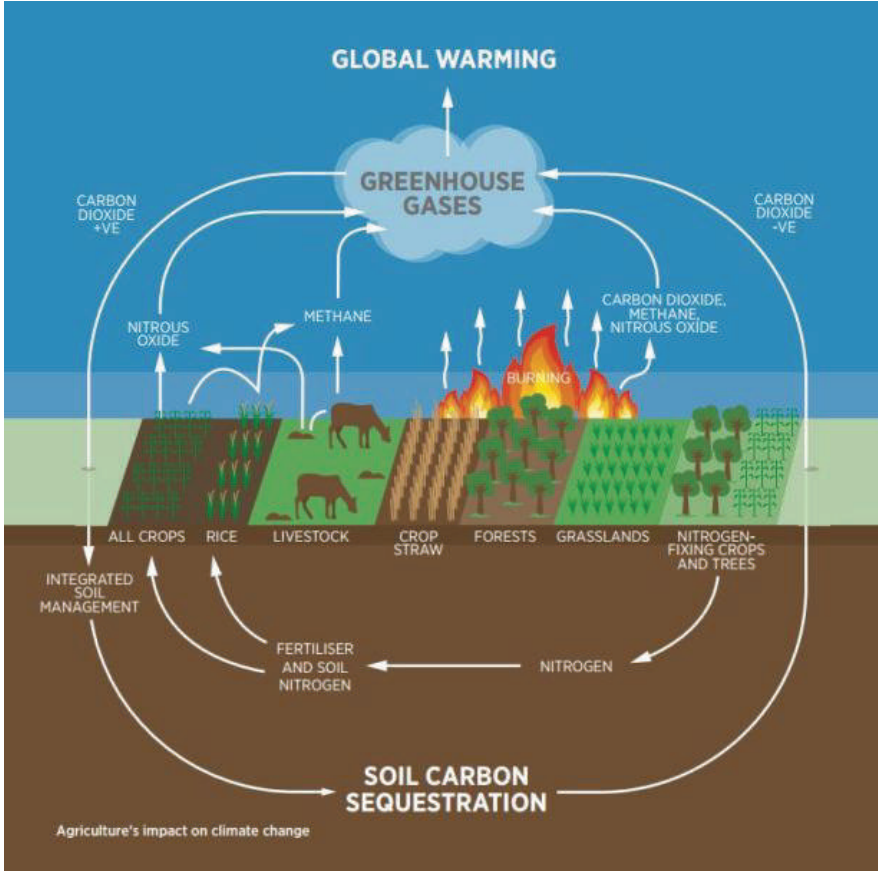 GLOBAL WARMING
GREENHOUSE
GASES
CARBON
DIOXIDE
+VE
CARBON
DIOXIDE
-VE
NITROUS
OXIDE
METHANE
CARBON DIOXIDE,
METHANE,
NITROUS OXIDE
BURNING
ALL CROPS
RICE
LIVESTOCK
CROP
STRAW
FORESTS
GRASSLANDS
NITROGEN-
FIXING CROPS
AND TREES
INTEGRATED
SOIL
MANAGEMENT
FERTILISER
AND SOIL
NITROGEN
NITROGEN
SOIL CARBON
SEQUESTRATION
Agriculture's impact on climate change